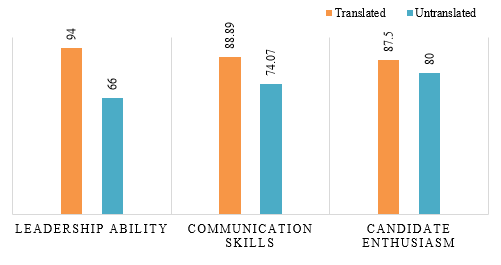 Translated Untranslated
94
66
88.89
74.07
87.5
80
LEADERSHIP ABILITY
COMMUNICATION
SKILLS
CANDIDATE
ENTHUSIASM